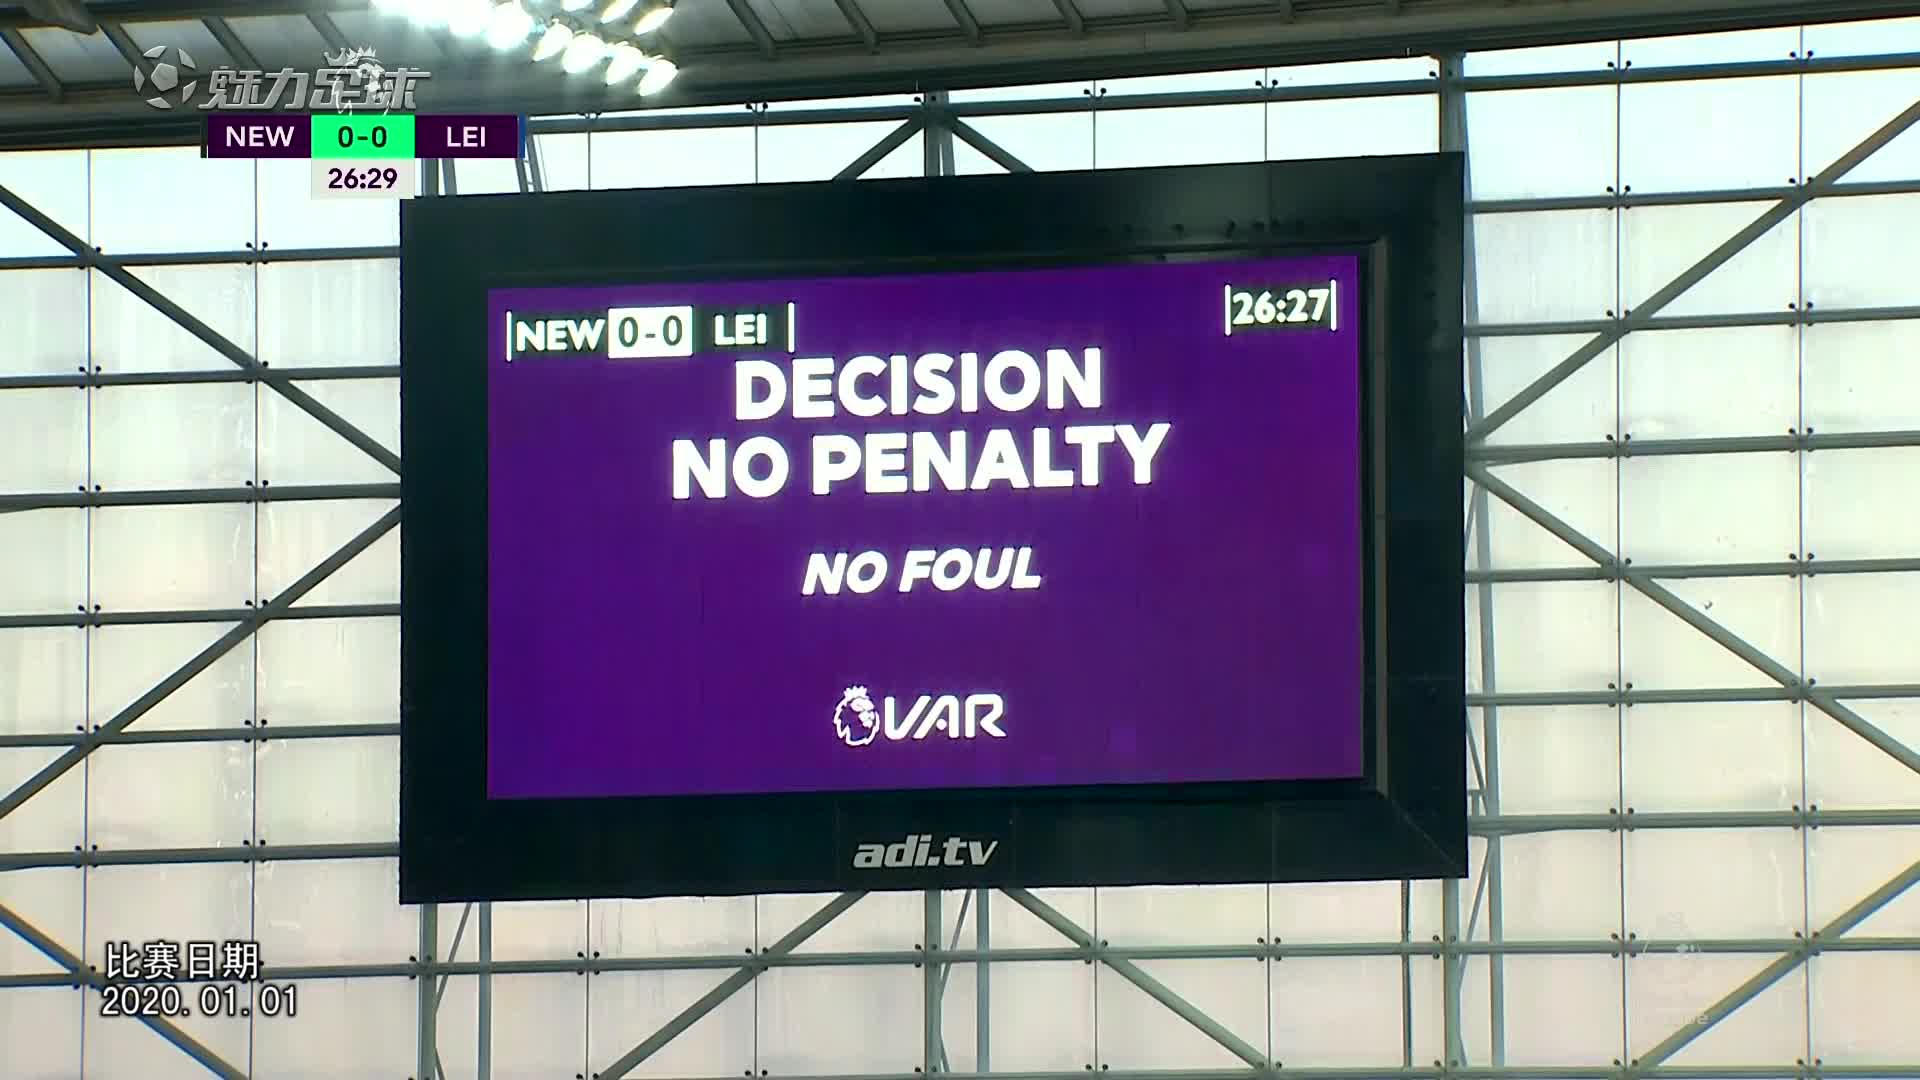 魅力足球
NEW 0-0 LEI
26:29
NEW 0-0 LEI
26:27
DECISION
NO PENALTY
NO FOUL
VAR
adi.tv
比赛日期
2020.01.01